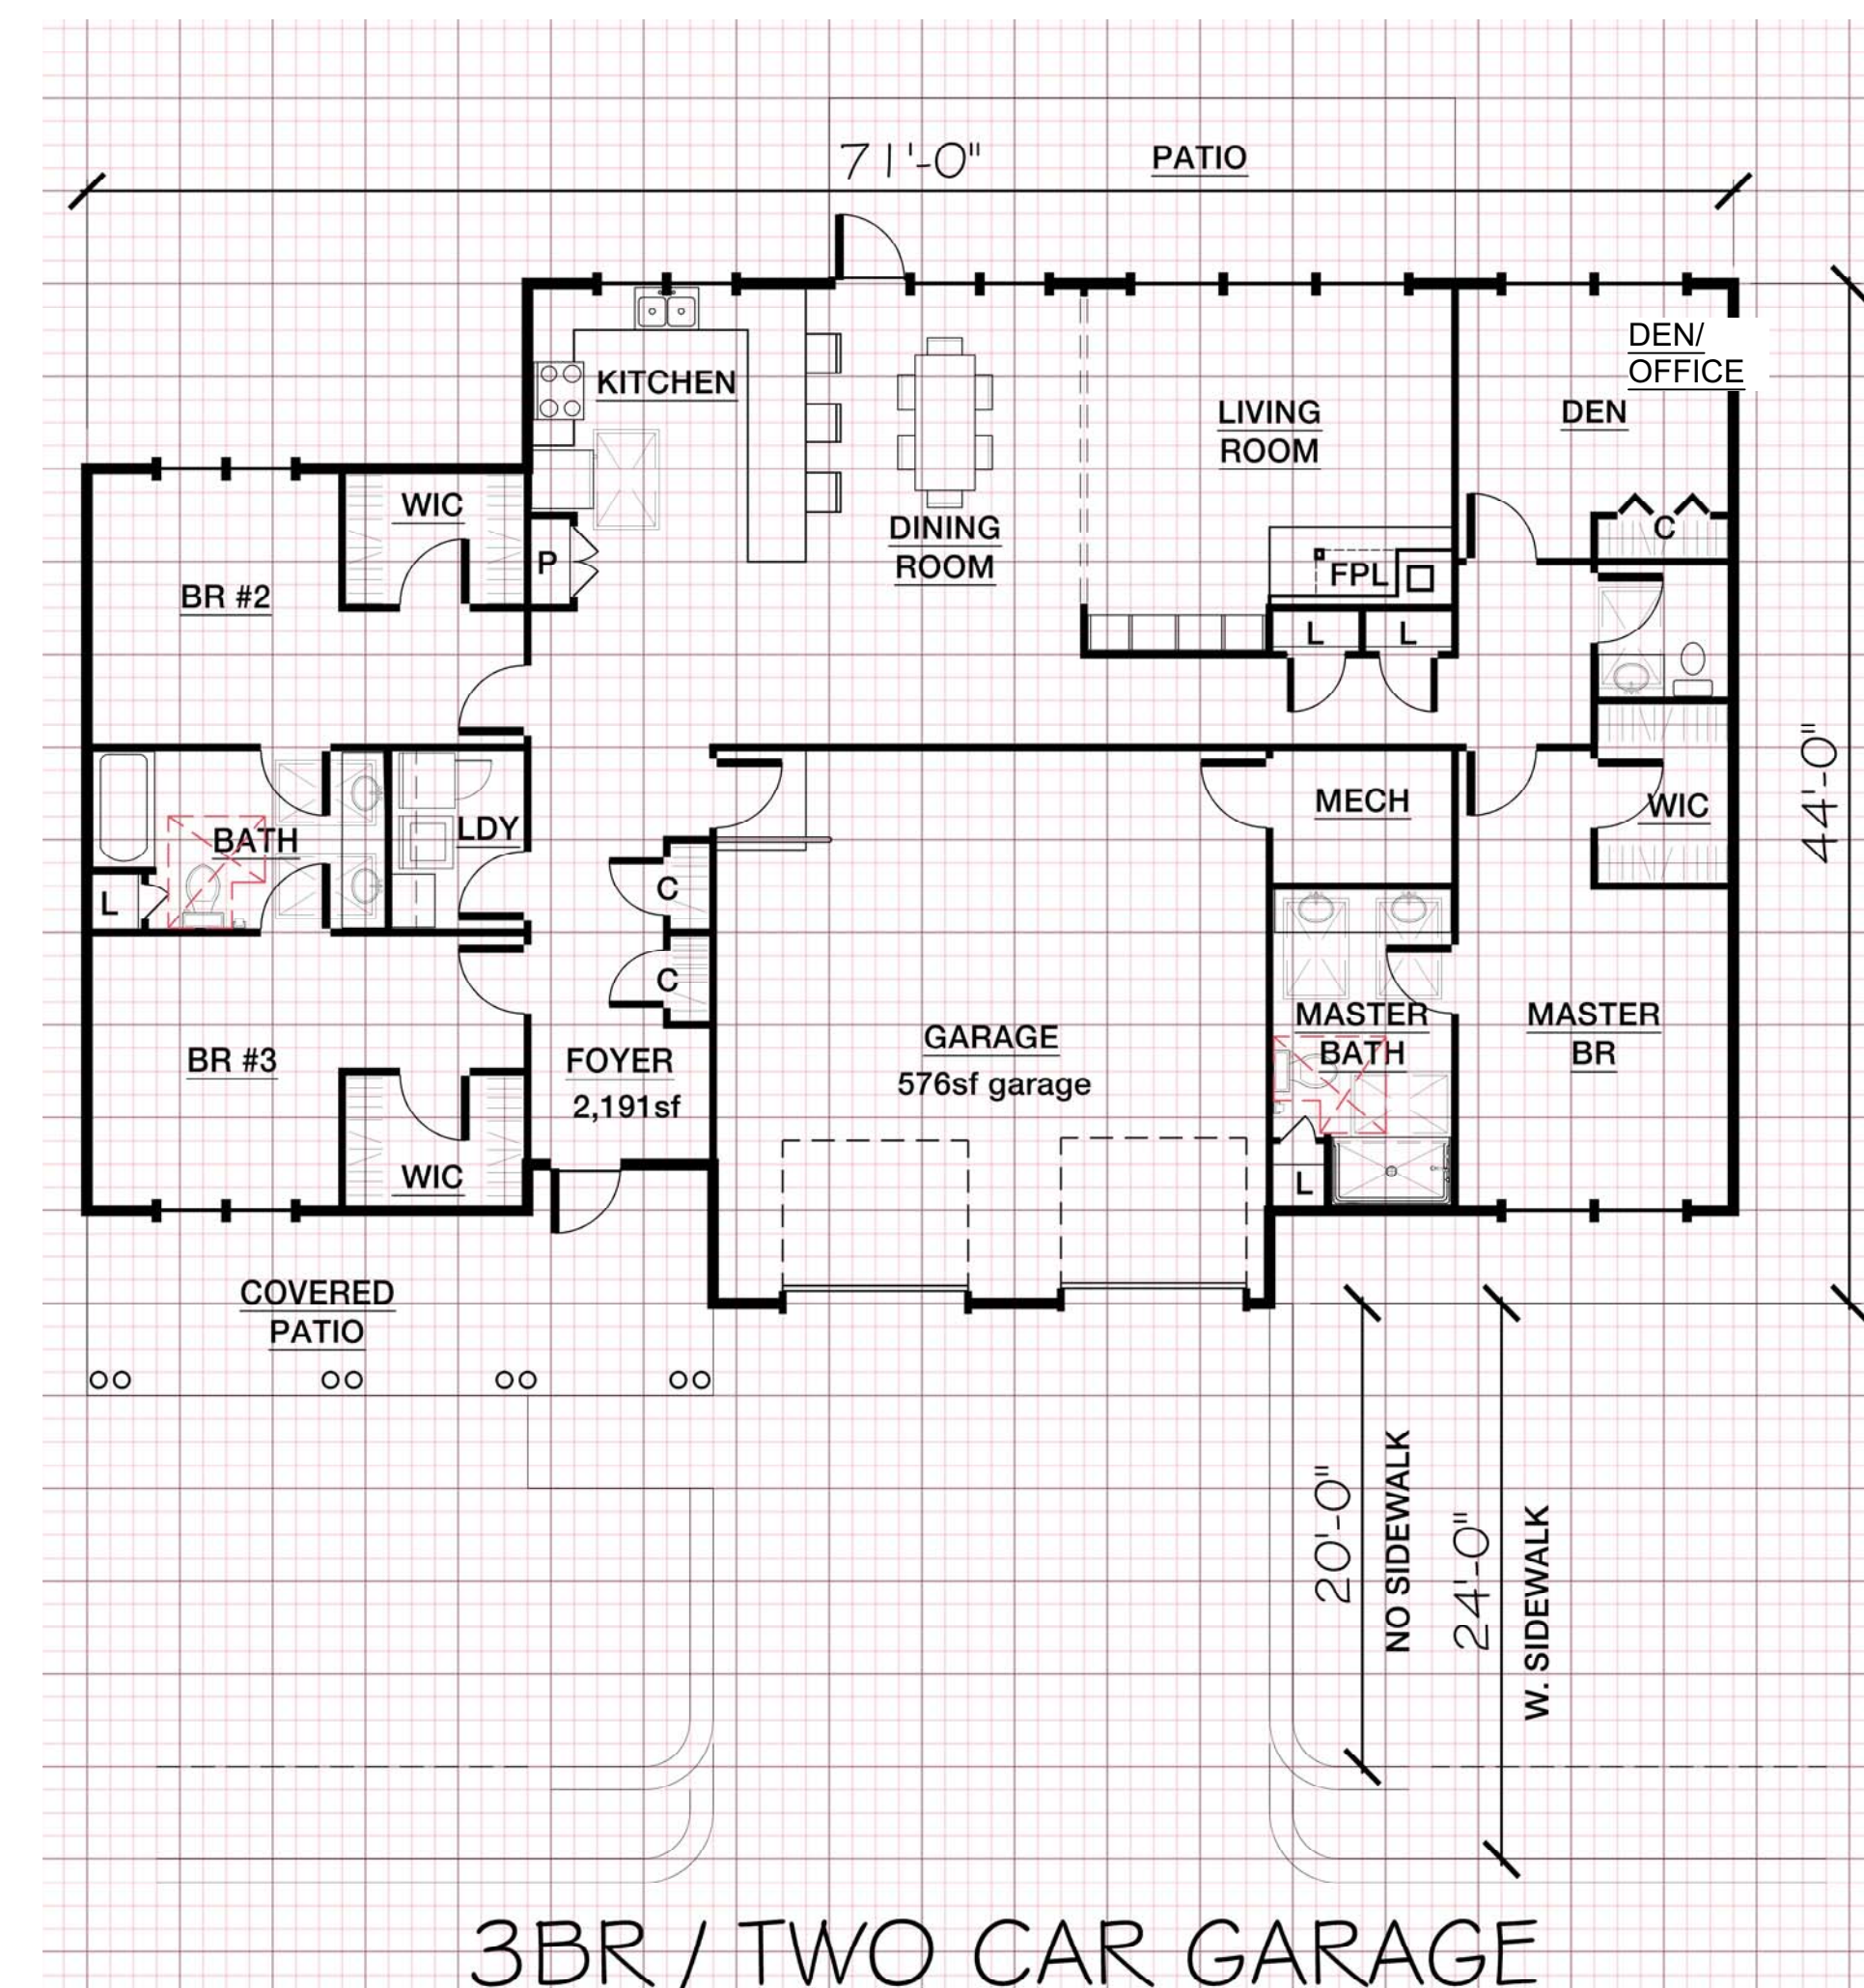 71'-0"
PATIO
DEN/
OFFICE
KITCHEN
LIVING
ROOM
DEN
WIC
C
DINING
ROOM
P
FPL
BR #2
L
L
44'-0"
MECH
WIC
BATH
LDY
C
L
C
MASTER
BATH
MASTER
BR
GARAGE
576sf garage
BR #3
FOYER
2,191sf
WIC
L
COVERED
PATIO
20'-0"
NO SIDEWALK
24'-0"
W. SIDEWALK
3BR / TWO CAR GARAGE